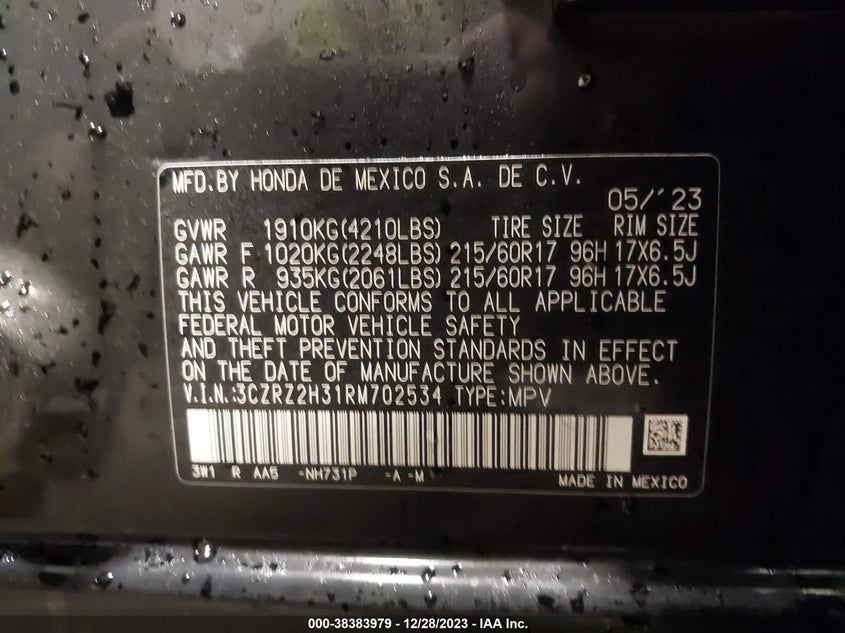 MFD.BY HONDA DE MEXICO S.A. DE C.V.
05/'23
GVWR 1910KG(4210LBS) TIRE SIZE RIM SIZE
GAWR F 1020KG(2248LBS) 215/60R17 96H 17X6.5J
GAWR R 935KG(2061LBS) 215/60R17 96H 17X6.5J
THIS VEHICLE CONFORMS TO ALL APPLICABLE
FEDERAL MOTOR VEHICLE SAFETY
AND THEFT PREVENTION STANDARDS IN EFFECT
ON THE DATE OF MANUFACTURE SHOWN ABOVE.
V.I.N.:3CZRZ2H31RM702534 TYPE:MPV
3W1 R AA5 -NH731P -A -M
MADE IN MEXICO
000-38383979 - 12/28/2023 - IAA Inc.